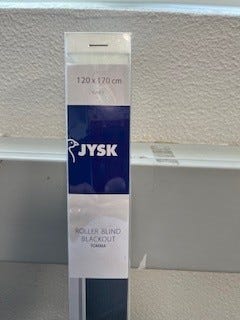 120 x 170 cm
JYSK
ROLLER BLIND
BLACKOUT